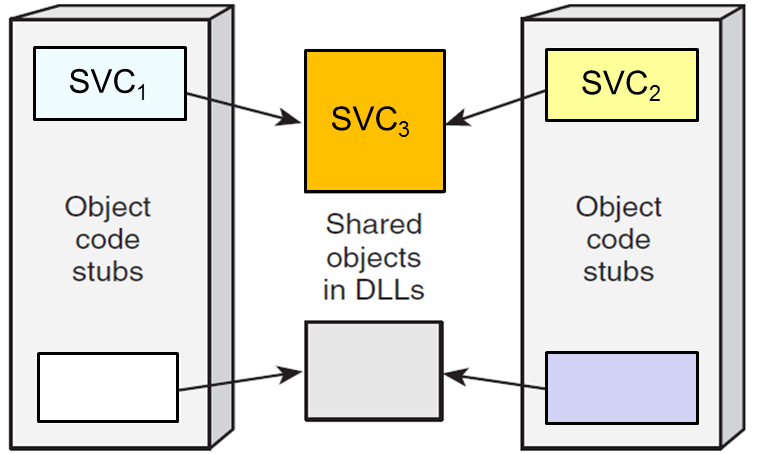 SVC₁
SVC₃
SVC₂
Object
code
stubs
Shared
objects
in DLLs
Object
code
stubs